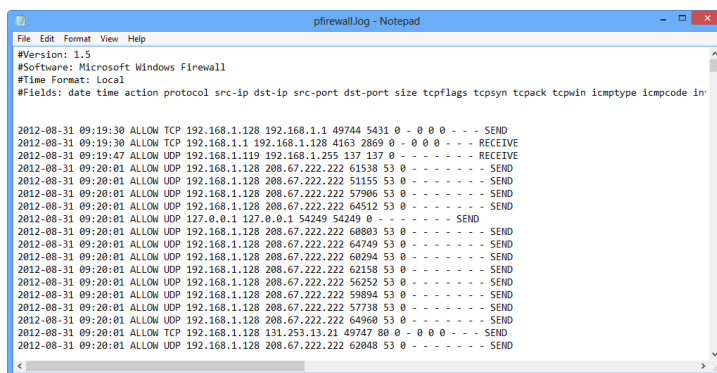 pfirewall.log - Notepad
File Edit Format View Help
#Version: 1.5
#Software: Microsoft Windows Firewall
#Time Format: Local
#Fields: date time action protocol src-ip dst-ip src-port dst-port size tcpflags tcpsyn tcpack tcpwin icmptype icmpcode in
2012-08-31 09:19:30 ALLOW TCP 192.168.1.128 192.168.1.1 49744 5431 0 - 0 0 0 - - - SEND
2012-08-31 09:19:30 ALLOW TCP 192.168.1.1 192.168.1.128 4163 2869 0 - 0 0 0 - - - RECEIVE
2012-08-31 09:19:47 ALLOW UDP 192.168.1.119 192.168.1.255 137 137 0 - - - - - - - RECEIVE
2012-08-31 09:20:01 ALLOW UDP 192.168.1.128 208.67.222.222 61538 53 0 - - - - - - - SEND
2012-08-31 09:20:01 ALLOW UDP 192.168.1.128 208.67.222.222 51155 53 0 - - - - - - - SEND
2012-08-31 09:20:01 ALLOW UDP 192.168.1.128 208.67.222.222 57906 53 0 - - - - - - - SEND
2012-08-31 09:20:01 ALLOW UDP 192.168.1.128 208.67.222.222 64512 53 0 - - - - - - - SEND
2012-08-31 09:20:01 ALLOW UDP 127.0.0.1 127.0.0.1 54249 54249 0 - - - - - - - SEND
2012-08-31 09:20:01 ALLOW UDP 192.168.1.128 208.67.222.222 60803 53 0 - - - - - - - SEND
2012-08-31 09:20:01 ALLOW UDP 192.168.1.128 208.67.222.222 64749 53 0 - - - - - - - SEND
2012-08-31 09:20:01 ALLOW UDP 192.168.1.128 208.67.222.222 60294 53 0 - - - - - - - SEND
2012-08-31 09:20:01 ALLOW UDP 192.168.1.128 208.67.222.222 62158 53 0 - - - - - - - SEND
2012-08-31 09:20:01 ALLOW UDP 192.168.1.128 208.67.222.222 56252 53 0 - - - - - - - SEND
2012-08-31 09:20:01 ALLOW UDP 192.168.1.128 208.67.222.222 59894 53 0 - - - - - - - SEND
2012-08-31 09:20:01 ALLOW UDP 192.168.1.128 208.67.222.222 57738 53 0 - - - - - - - SEND
2012-08-31 09:20:01 ALLOW UDP 192.168.1.128 208.67.222.222 64960 53 0 - - - - - - - SEND
2012-08-31 09:20:01 ALLOW TCP 192.168.1.128 131.253.13.21 49747 80 0 - 0 0 0 - - - SEND
2012-08-31 09:20:01 ALLOW UDP 192.168.1.128 208.67.222.222 62048 53 0 - - - - - - - SEND